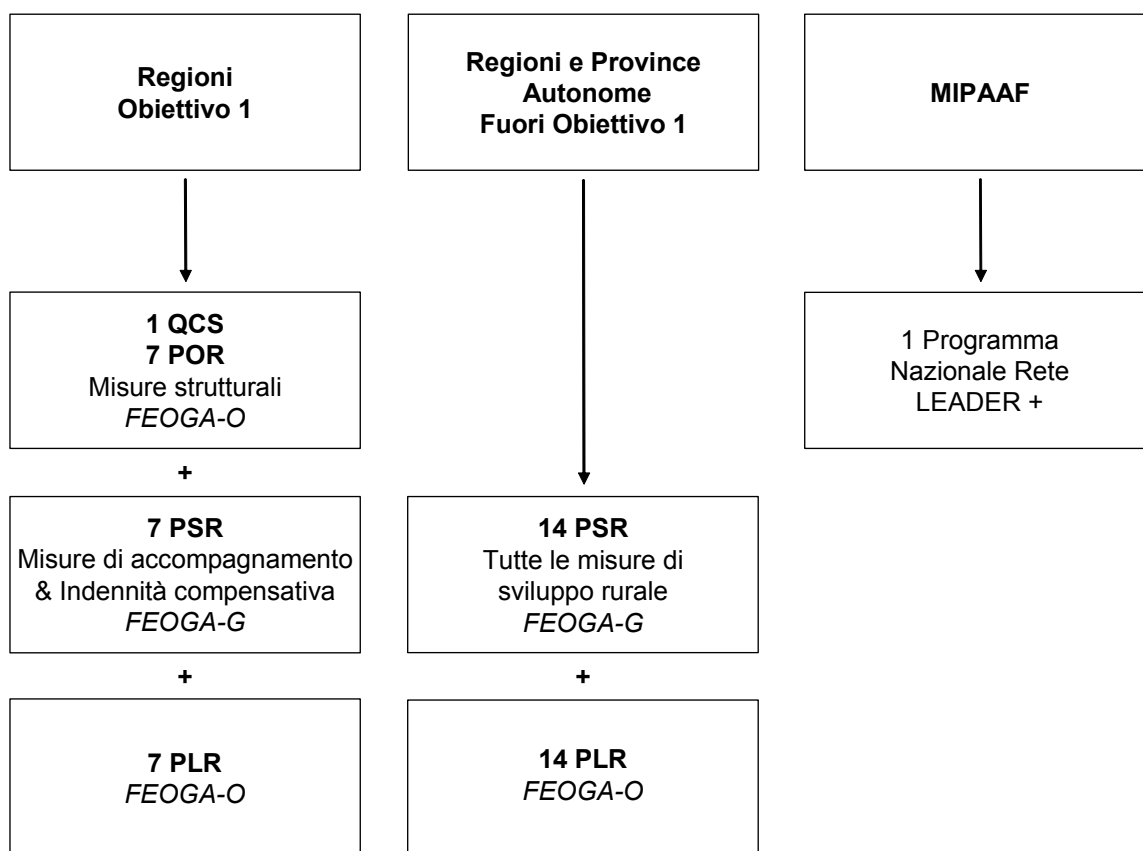 Regioni
Obiettivo 1
Regioni e Province
Autonome
Fuori Obiettivo 1
MIPAAF
1 QCS
7 POR
Misure strutturali
FEOGA-O
1 Programma
Nazionale Rete
LEADER +
+
7 PSR
Misure di accompagnamento
& Indennità compensativa
FEOGA-G
14 PSR
Tutte le misure di
sviluppo rurale
FEOGA-G
+
+
7 PLR
FEOGA-O
14 PLR
FEOGA-O